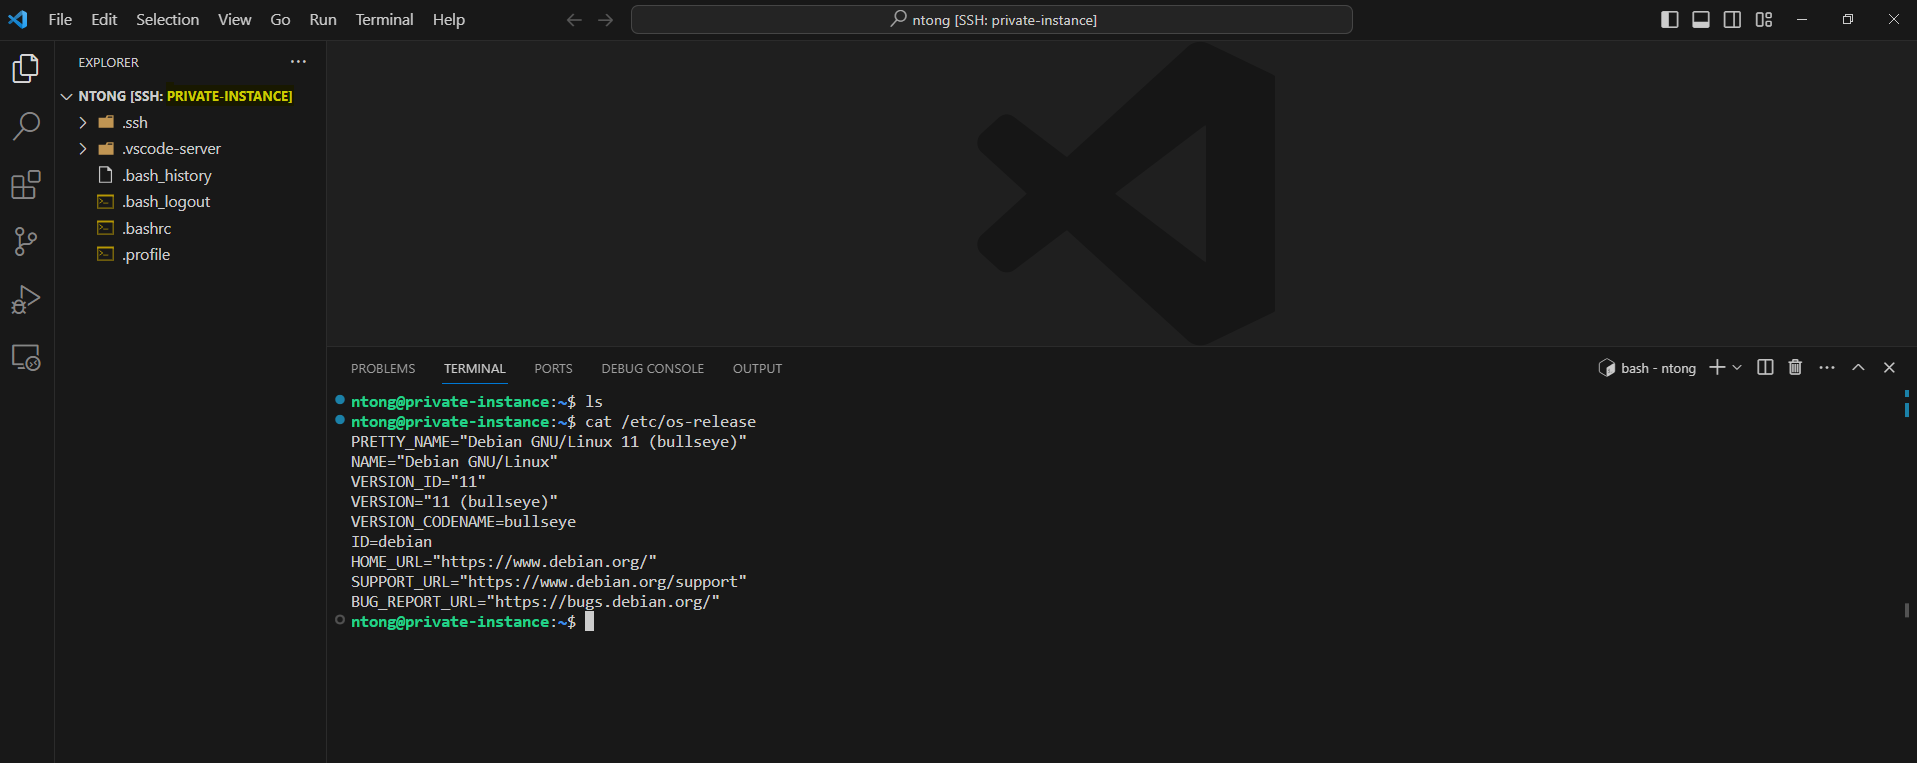 File Edit Selection View Go Run Terminal Help
ntong [SSH: private-instance]
EXPLORER
NTONG [SSH: PRIVATE-INSTANCE]
.ssh
.vscode-server
.bash_history
.bash_logout
.bashrc
.profile
PROBLEMS TERMINAL PORTS DEBUG CONSOLE OUTPUT
bash - ntong
ntong@private-instance:~$ ls
ntong@private-instance:~$ cat /etc/os-release
PRETTY_NAME="Debian GNU/Linux 11 (bullseye)"
NAME="Debian GNU/Linux"
VERSION_ID="11"
VERSION="11 (bullseye)"
VERSION_CODENAME=bullseye
ID=debian
HOME_URL="https://www.debian.org/"
SUPPORT_URL="https://www.debian.org/support"
BUG_REPORT_URL="https://bugs.debian.org/"
ntong@private-instance:~$